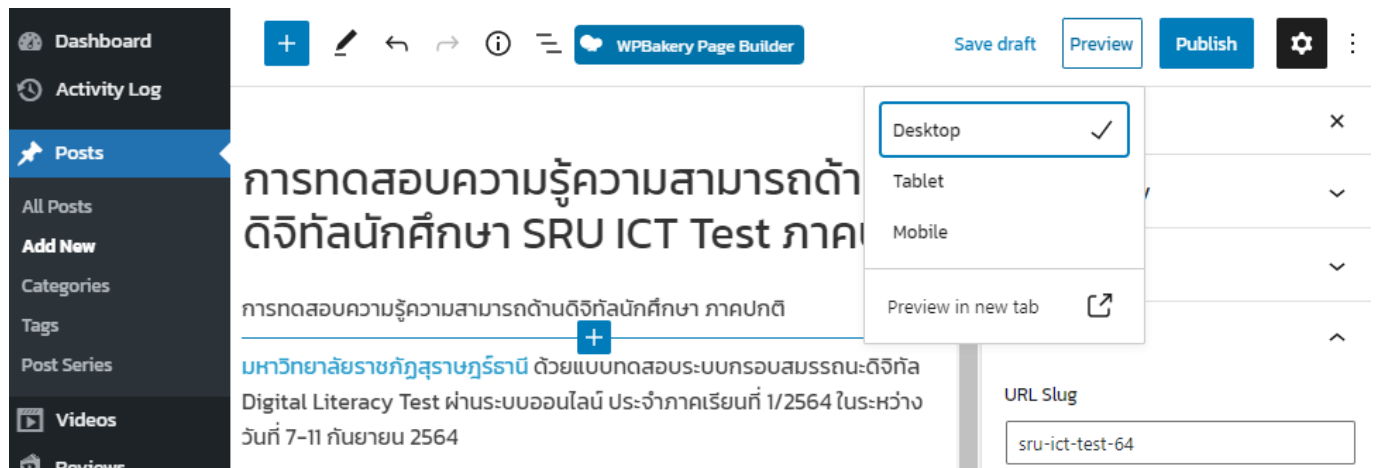 Dashboard
Activity Log
Posts
All Posts
Add New
Categories
Tags
Post Series
Videos
Reviews
WPBakery Page Builder
Save draft
Preview
Publish
Desktop
Tablet
Mobile
Preview in new tab
การทดสอบความรู้ความสามารถด้า
ดิจิทัลนักศึกษา SRU ICT Test ภาค
การทดสอบความรู้ความสามารถด้านดิจิทัลนักศึกษา ภาคปกติ
มหาวิทยาลัยราชภัฏสุราษฎร์ธานี ด้วยแบบทดสอบระบบกรอบสมรรถนะดิจิทัล
Digital Literacy Test ผ่านระบบออนไลน์ ประจำภาคเรียนที่ 1/2564 ในระหว่าง
วันที่ 7-11 กันยายน 2564
URL Slug
sru-ict-test-64